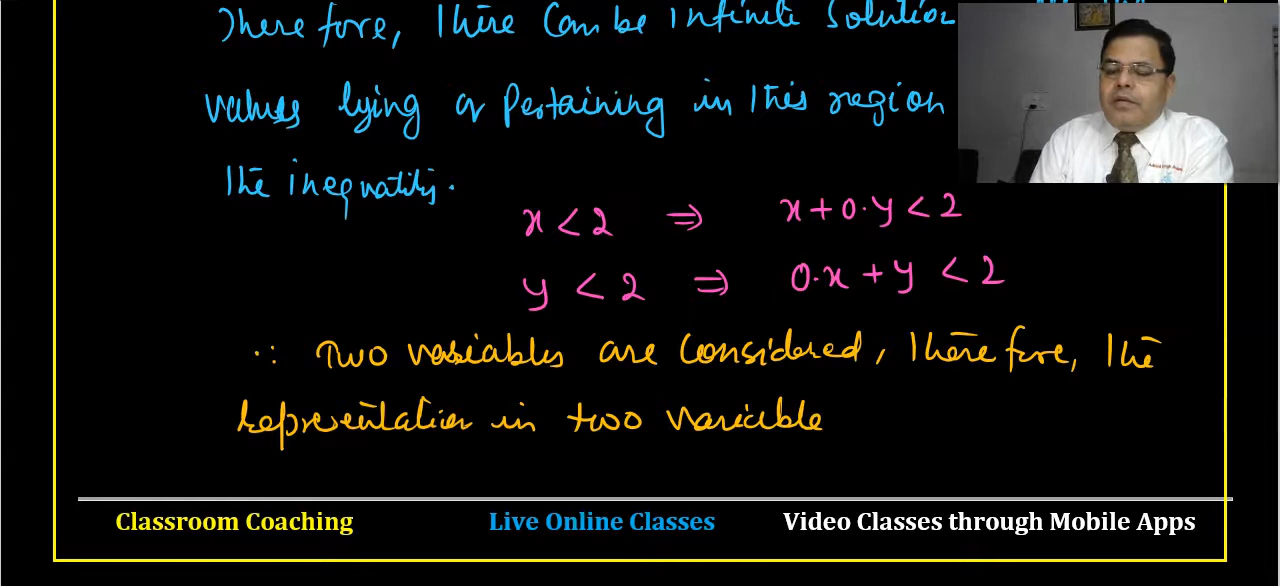 Therefore, There Can be Infinite Solution
values lying or Pertaining in This region
The inequality.
x < 2 ⇒ x + 0·y < 2
y < 2 ⇒ 0·x + y < 2
∵ Two variables are Considered, Therefore, The
representation in two variable
Classroom Coaching Live Online Classes Video Classes through Mobile Apps